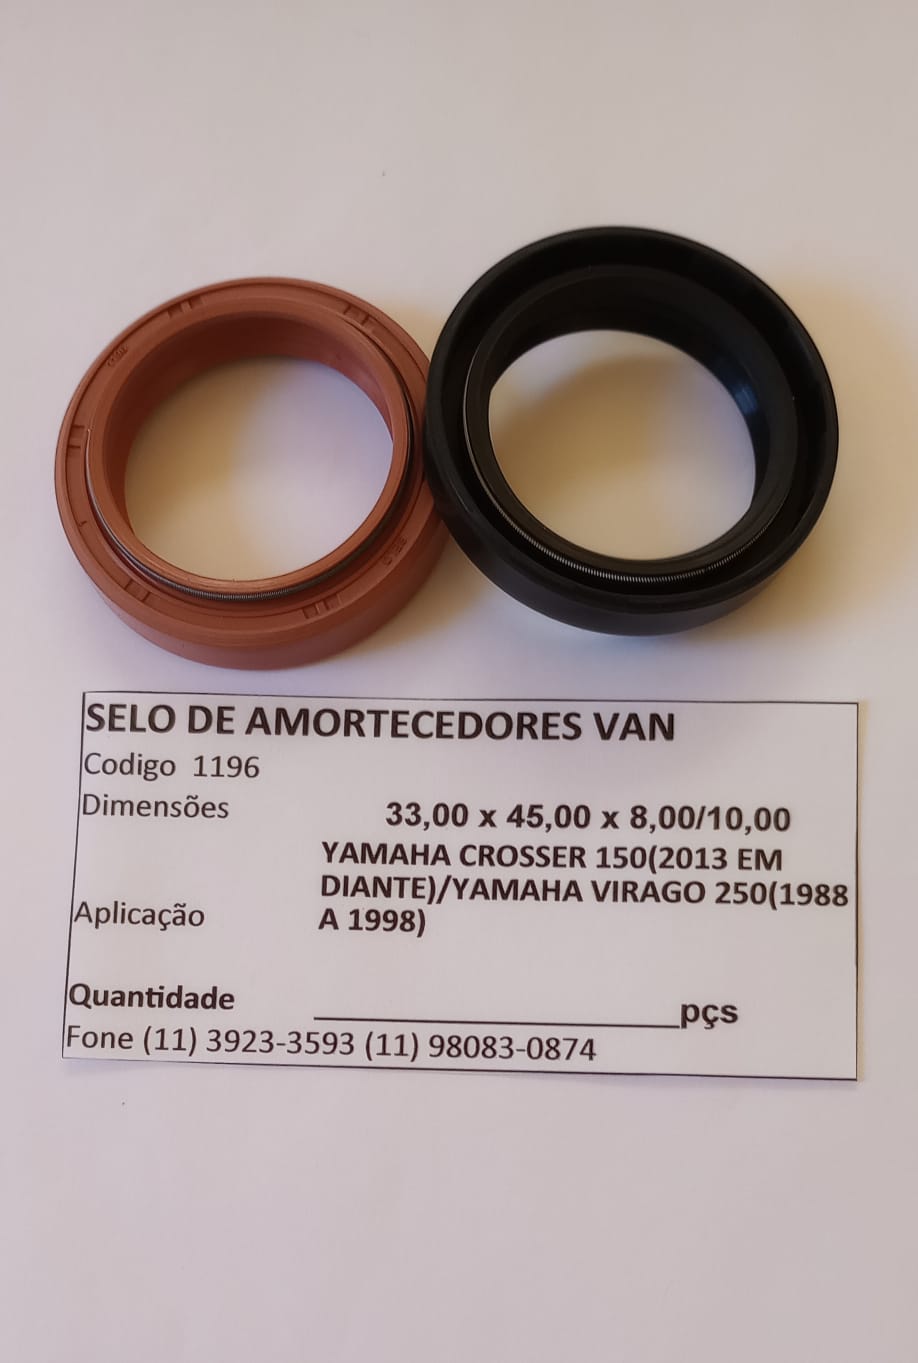 SELO DE AMORTECEDORES VAN
Codigo 1196
Dimensões 33,00 x 45,00 x 8,00/10,00
YAMAHA CROSSER 150(2013 EM
DIANTE)/YAMAHA VIRAGO 250(1988
Aplicação A 1998)
Quantidade ____________________pçs
Fone (11) 3923-3593 (11) 98083-0874